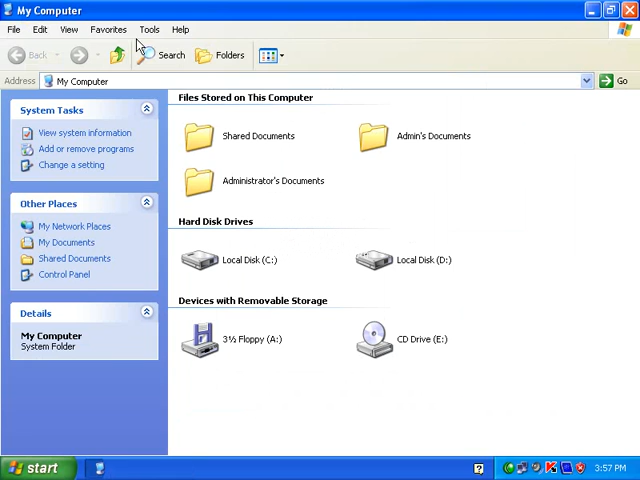 My Computer
File Edit View Favorites Tools Help
Back Search Folders
Address My Computer Go
System Tasks
View system information
Add or remove programs
Change a setting
Other Places
My Network Places
My Documents
Shared Documents
Control Panel
Details
My Computer
System Folder
Files Stored on This Computer
Shared Documents Admin's Documents
Administrator's Documents
Hard Disk Drives
Local Disk (C:) Local Disk (D:)
Devices with Removable Storage
3½ Floppy (A:) CD Drive (E:)
start ? 3:57 PM